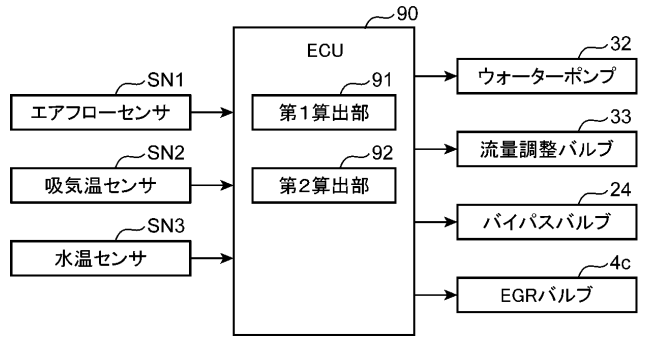 90
ECU
SN1
エアフローセンサ
SN2
吸気温センサ
SN3
水温センサ
91
第1算出部
92
第2算出部
32
ウォーターポンプ
33
流量調整バルブ
24
バイパスバルブ
4c
EGRバルブ